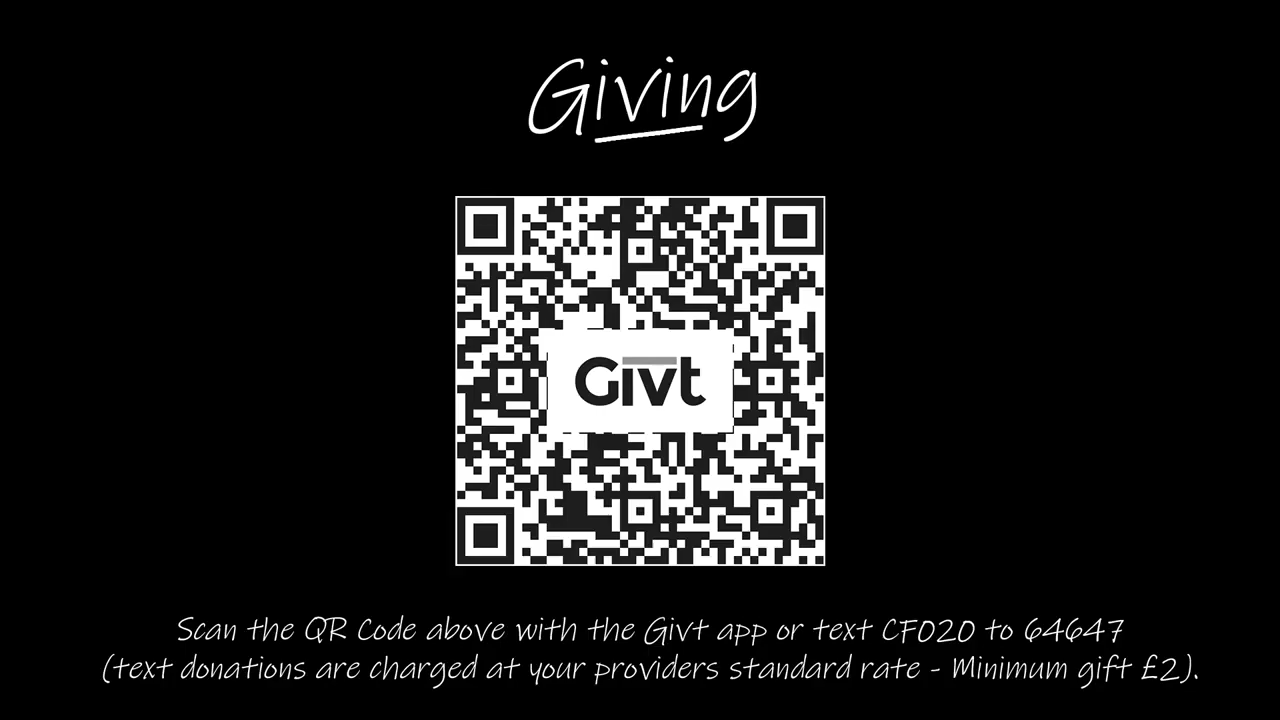 Giving
Givt
Scan the QR Code above with the Givt app or text CF020 to 64647
(text donations are charged at your providers standard rate - Minimum gift £2).